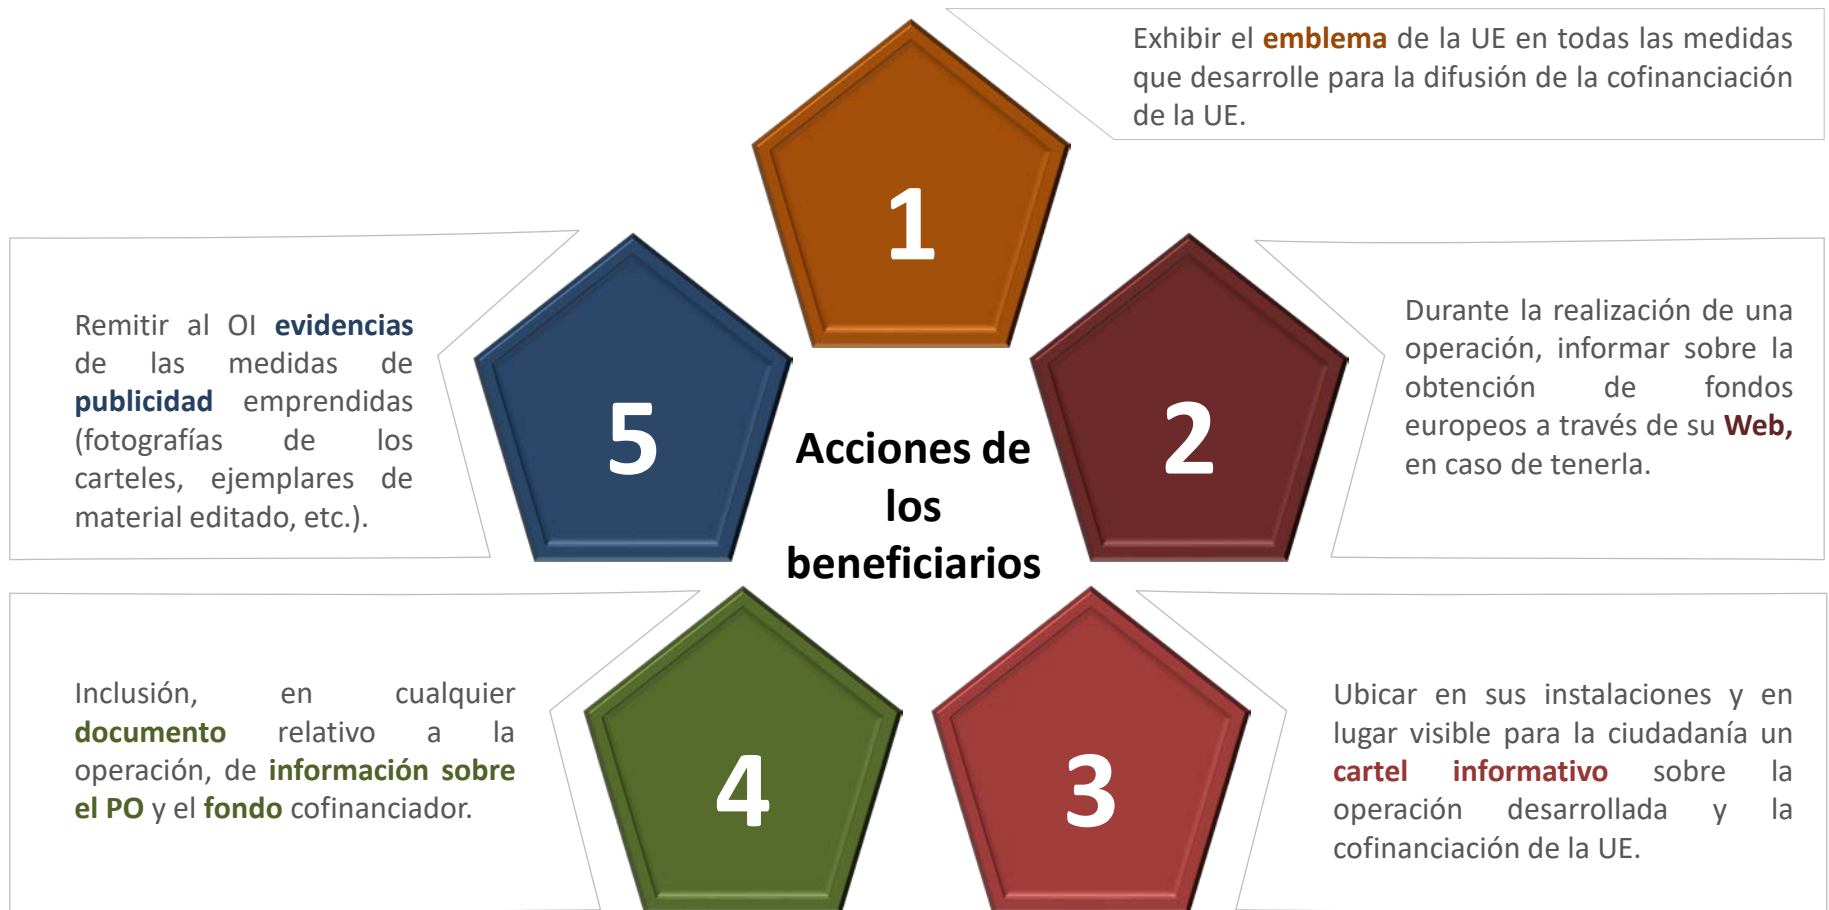 Exhibir el emblema de la UE en todas las medidas
que desarrolle para la difusión de la cofinanciación
de la UE.
1
Durante la realización de una
operación, informar sobre la
obtención de fondos
europeos a través de su Web,
en caso de tenerla.
2
Acciones de
los
beneficiarios
Ubicar en sus instalaciones y en
lugar visible para la ciudadanía un
cartel informativo sobre la
operación desarrollada y la
cofinanciación de la UE.
3
Inclusión, en cualquier
documento relativo a la
operación, de información sobre
el PO y el fondo cofinanciador.
4
Remitir al OI evidencias
de las medidas de
publicidad emprendidas
(fotografías de los
carteles, ejemplares de
material editado, etc.).
5